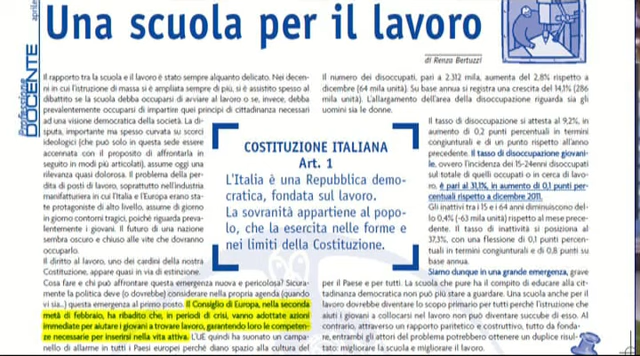 Una scuola per il lavoro
di Renza Bertuzzi
aprile
Professione
DOCENTE
Il rapporto tra la scuola e il lavoro è stato sempre alquanto delicato. Nei decen-
ni in cui l'istruzione di massa si è ampliata sempre di più, si è assistito spesso al
dibattito se la scuola debba occuparsi di avviare al lavoro o se, invece, debba
prevalentemente occuparsi di impartire quei principi di cittadinanza necessari
ad una visione democratica della società. La di-
sputa, importante ma spesso curvata su scorci
ideologici (che può solo in questa sede essere
accennata con il proposito di affrontarla in
seguito in modi più articolati), assume oggi una
rilevanza quasi dolorosa. Il problema della per-
dita di posti di lavoro, soprattutto nell'industria
manifatturiera in cui l'Italia e l'Europa erano sta-
te protagoniste di alto livello, assume di giorno
in giorno contorni tragici, poiché riguarda preva-
lentemente i giovani. Il futuro di una nazione
sembra oscuro e chiuso alle vite che dovranno
occuparlo.
Il diritto al lavoro, uno dei cardini della nostra
Costituzione, appare quasi in via di estinzione.
Cosa fare e chi può affrontare questa emergenza nuova e pericolosa? Sicura-
mente la politica deve (o dovrebbe) considerare nella propria agenda (quando
vi sia...) questa emergenza al primo posto. Il Consiglio di Europa, nella seconda
metà di febbraio, ha ribadito che, in periodi di crisi, vanno adottate azioni
immediate per aiutare i giovani a trovare lavoro, garantendo loro le competen-
ze necessarie per inserirsi nella vita attiva. L'UE quindi ha suonato un campa-
nello di allarme in tutti i Paesi europei perché diano spazio alla cultura del
COSTITUZIONE ITALIANA
Art. 1
L'Italia è una Repubblica demo-
cratica, fondata sul lavoro.
La sovranità appartiene al popo-
lo, che la esercita nelle forme e
nei limiti della Costituzione.
Il numero dei disoccupati, pari a 2.312 mila, aumenta del 2,8% rispetto a
dicembre (64 mila unità). Su base annua si registra una crescita del 14,1% (286
mila unità). L'allargamento dell'area della disoccupazione riguarda sia gli
uomini sia le donne.
Il tasso di disoccupazione si attesta al 9,2%, in
aumento di 0,2 punti percentuali in termini
congiunturali e di un punto rispetto all'anno
precedente. Il tasso di disoccupazione giovani-
le, ovvero l'incidenza dei 15-24enni disoccupati
sul totale di quelli occupati o in cerca di lavo-
ro, è pari al 31,1%, in aumento di 0,1 punti per-
centuali rispetto a dicembre 2011.
Gli inattivi tra i 15 e i 64 anni diminuiscono del-
lo 0,4% (-63 mila unità) rispetto al mese prece-
dente. Il tasso di inattività si posiziona al
37,3%, con una flessione di 0,1 punti percen-
tuali in termini congiunturali e di 0,8 punti su
base annua.
Siamo dunque in una grande emergenza, grave
per il Paese e per tutti. La scuola che pure ha il compito di educare alla cit-
tadinanza democratica non può più stare a guardare. Una scuola anche per il
lavoro dovrebbe diventare lo scopo primario per tutti perché l'istruzione che
aiuti i giovani a collocarsi nel lavoro non può diventare succube di esso. Al
contrario, attraverso un rapporto paritetico e costruttivo, tutto da fonda-
re, entrambi gli attori del problema potrebbero ottenere un duplice risul-
tato: migliorare la scuola e migliorare il lavoro.